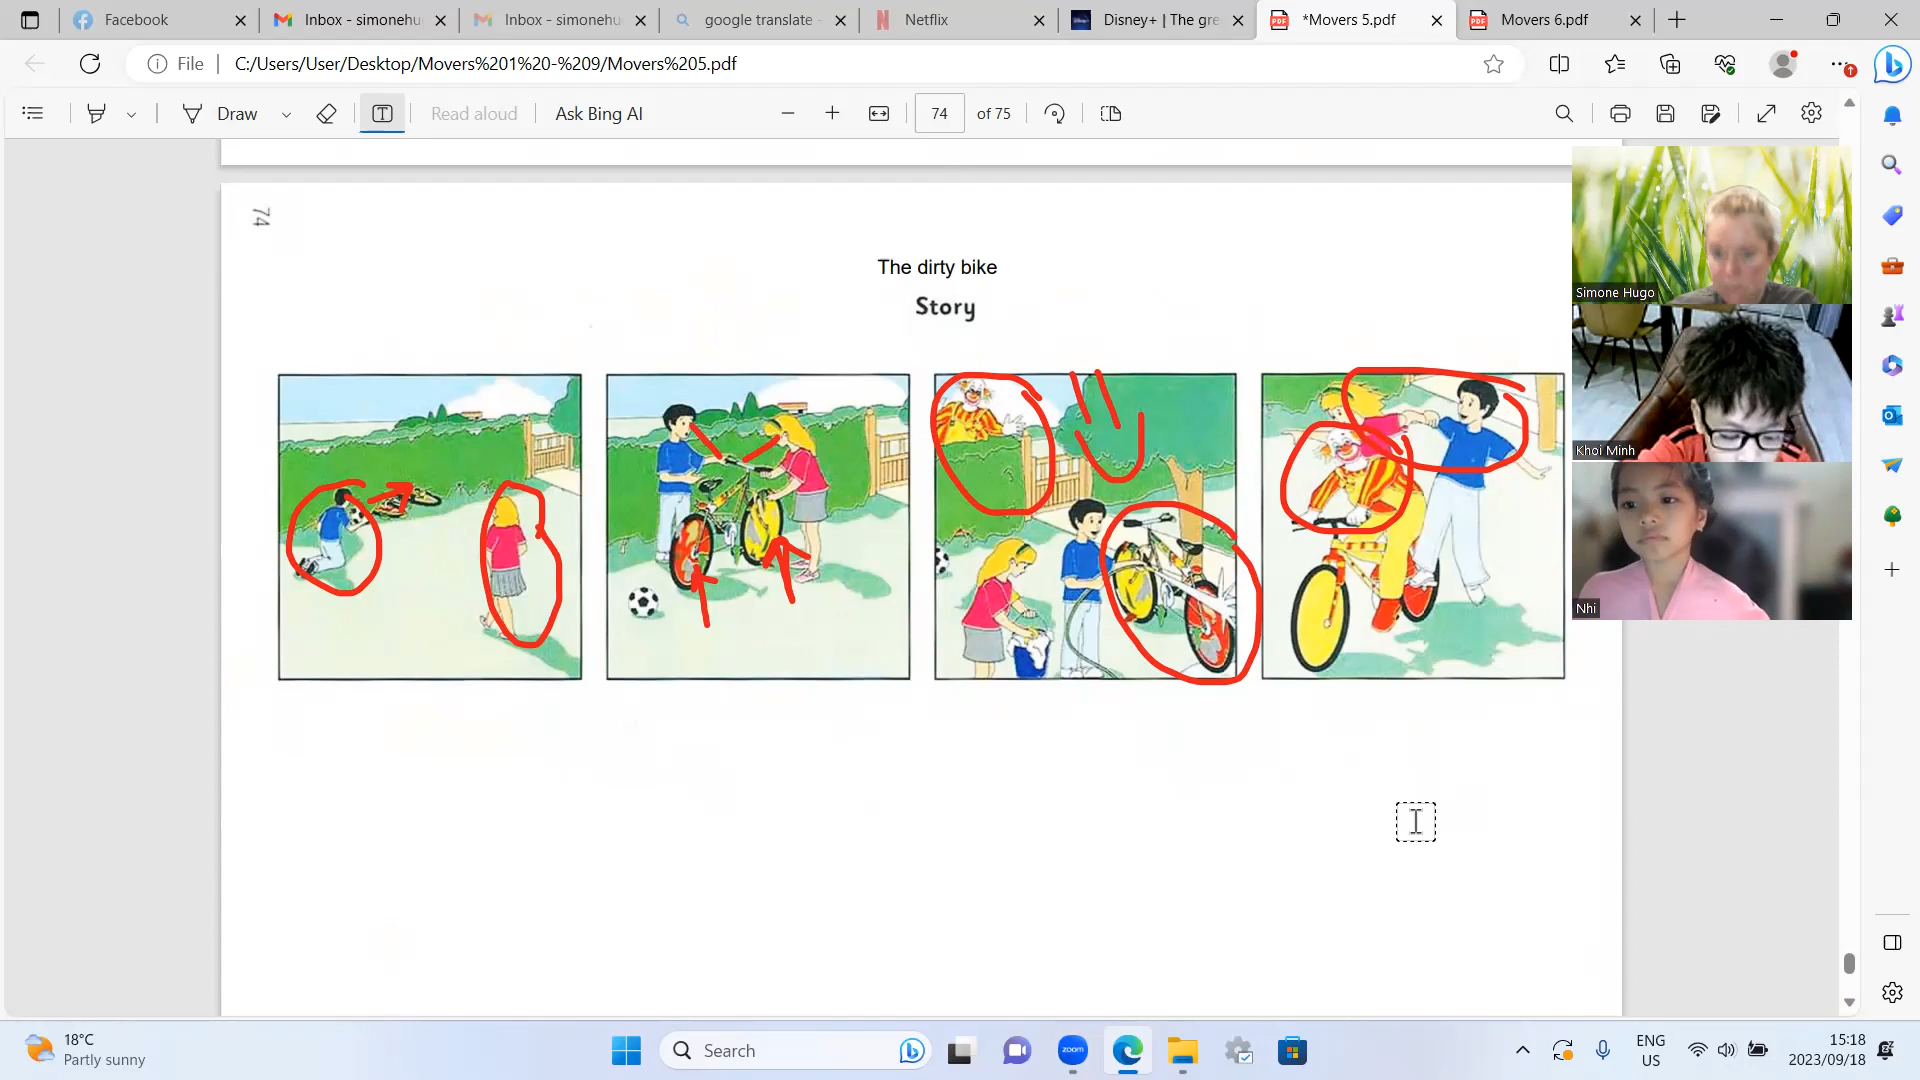 Facebook
Inbox - simonehu
Inbox - simonehu
google translate -
Netflix
Disney+ | The gre
*Movers 5.pdf
Movers 6.pdf
File
C:/Users/User/Desktop/Movers%201%20-%209/Movers%205.pdf
Draw
Read aloud
Ask Bing AI
74
of 75
74
The dirty bike
Story
Simone Hugo
Khoi Minh
Nhi
18°C
Partly sunny
Search
zoom
ENG
US
15:18
2023/09/18